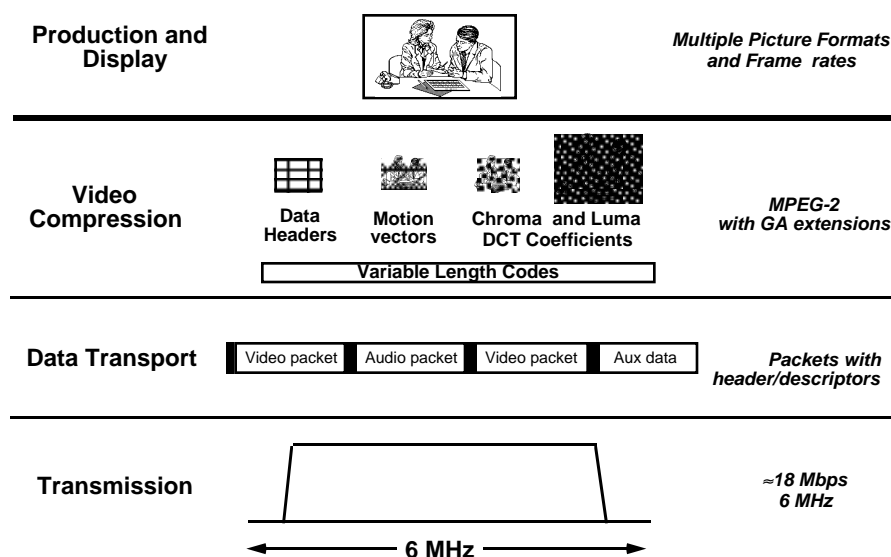 Production and
Display
Multiple Picture Formats
and Frame rates
Video
Compression
Data
Headers
Motion
vectors
Chroma and Luma
DCT Coefficients
Variable Length Codes
MPEG-2
with GA extensions
Data Transport
Video packet
Audio packet
Video packet
Aux data
Packets with
header/descriptors
Transmission
≈18 Mbps
6 MHz
6 MHz